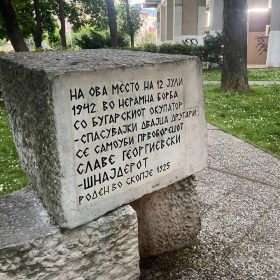 НА ОВА МЕСТО НА 12 ЈУЛИ
1942 ВО НЕРАМНА БОРБА
СО БУГАРСКИОТ ОКУПАТОР
-СПАСУВАЈКИ ДВАЈЦА ДРУГАРИ-
СЕ САМОУБИ ПРВОБОРЕЦОТ
СЛАВЕ ГЕОРГИЕВСКИ
-ШНАЈДЕРОТ
РОДЕН ВО СКОПЈЕ 1925